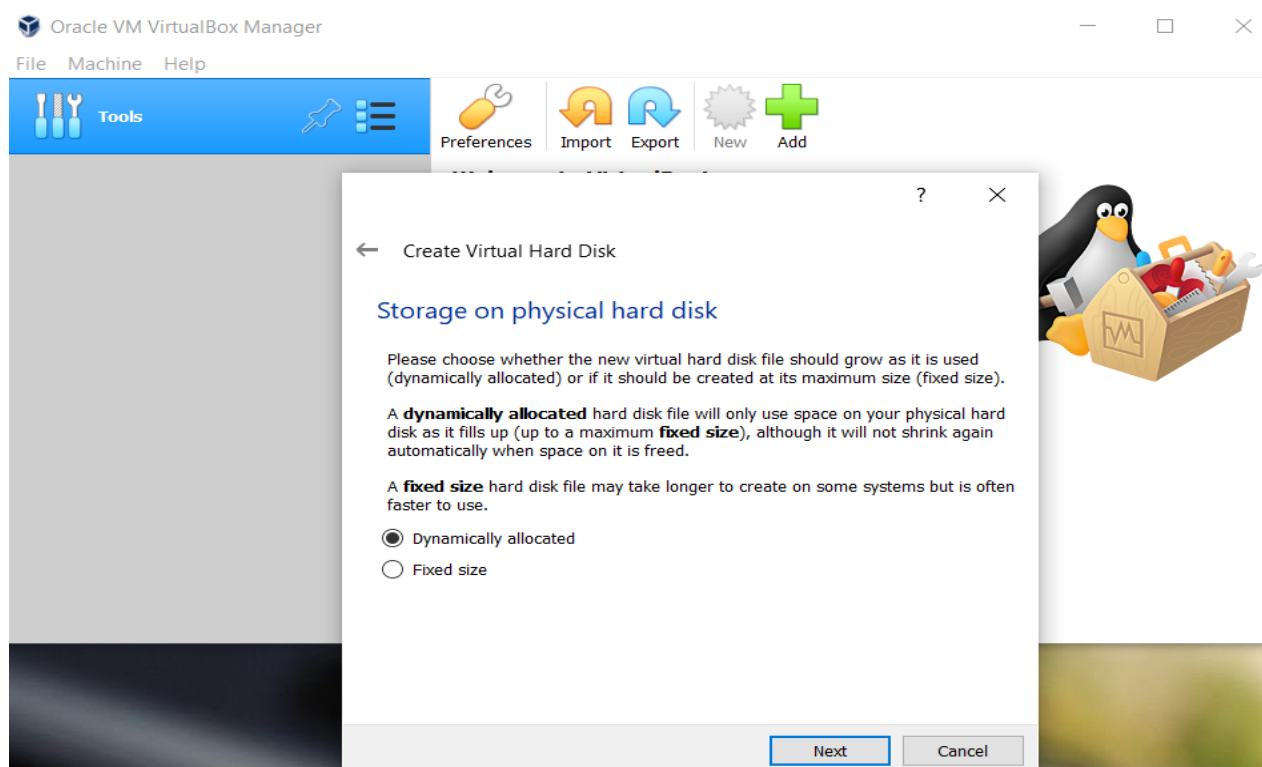 Oracle VM VirtualBox Manager
File Machine Help
Tools
Preferences Import Export New Add
?
Create Virtual Hard Disk
Storage on physical hard disk
Please choose whether the new virtual hard disk file should grow as it is used
(dynamically allocated) or if it should be created at its maximum size (fixed size).
A dynamically allocated hard disk file will only use space on your physical hard
disk as it fills up (up to a maximum fixed size), although it will not shrink again
automatically when space on it is freed.
A fixed size hard disk file may take longer to create on some systems but is often
faster to use.
Dynamically allocated
Fixed size
Next Cancel